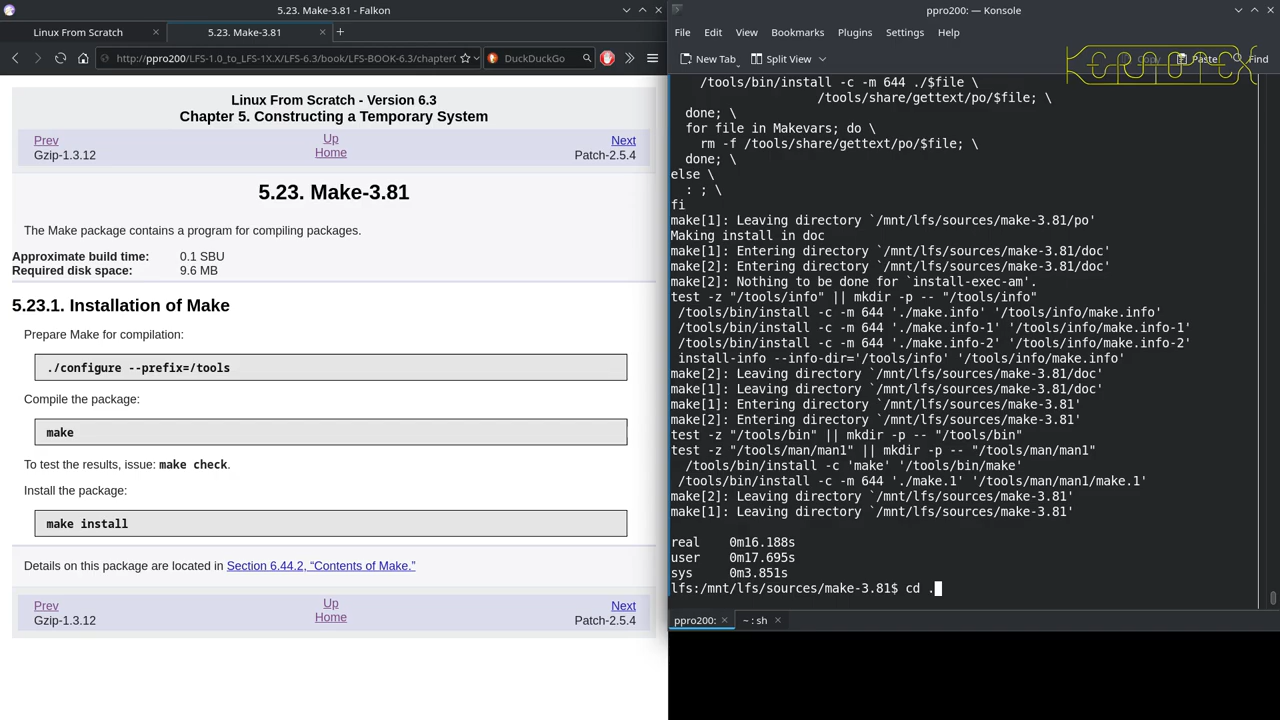 5.23. Make-3.81 - Falkon
Linux From Scratch
5.23. Make-3.81
http://ppro200/LFS-1.0_to_LFS-1X.X/LFS-6.3/book/LFS-BOOK-6.3/chapter(
DuckDuckGo
Linux From Scratch - Version 6.3
Chapter 5. Constructing a Temporary System
Prev
Up
Next
Gzip-1.3.12
Home
Patch-2.5.4
5.23. Make-3.81
The Make package contains a program for compiling packages.
Approximate build time: 0.1 SBU
Required disk space: 9.6 MB
5.23.1. Installation of Make
Prepare Make for compilation:
./configure --prefix=/tools
Compile the package:
make
To test the results, issue: make check.
Install the package:
make install
Details on this package are located in Section 6.44.2, “Contents of Make.”
Prev
Up
Next
Gzip-1.3.12
Home
Patch-2.5.4
ppro200: — Konsole
File Edit View Bookmarks Plugins Settings Help
New Tab Split View Copy Paste Find
/tools/bin/install -c -m 644 ./$file \
/tools/share/gettext/po/$file; \
done; \
for file in Makevars; do \
rm -f /tools/share/gettext/po/$file; \
done; \
else \
: ; \
fi
make[1]: Leaving directory `/mnt/lfs/sources/make-3.81/po'
Making install in doc
make[1]: Entering directory `/mnt/lfs/sources/make-3.81/doc'
make[2]: Entering directory `/mnt/lfs/sources/make-3.81/doc'
make[2]: Nothing to be done for `install-exec-am'.
test -z "/tools/info" || mkdir -p -- "/tools/info"
/tools/bin/install -c -m 644 './make.info' '/tools/info/make.info'
/tools/bin/install -c -m 644 './make.info-1' '/tools/info/make.info-1'
/tools/bin/install -c -m 644 './make.info-2' '/tools/info/make.info-2'
install-info --info-dir='/tools/info' '/tools/info/make.info'
make[2]: Leaving directory `/mnt/lfs/sources/make-3.81/doc'
make[1]: Leaving directory `/mnt/lfs/sources/make-3.81/doc'
make[1]: Entering directory `/mnt/lfs/sources/make-3.81'
make[2]: Entering directory `/mnt/lfs/sources/make-3.81'
test -z "/tools/bin" || mkdir -p -- "/tools/bin"
test -z "/tools/man/man1" || mkdir -p -- "/tools/man/man1"
/tools/bin/install -c 'make' '/tools/bin/make'
/tools/bin/install -c -m 644 './make.1' '/tools/man/man1/make.1'
make[2]: Leaving directory `/mnt/lfs/sources/make-3.81'
make[1]: Leaving directory `/mnt/lfs/sources/make-3.81'
real 0m16.188s
user 0m17.695s
sys 0m3.851s
lfs:/mnt/lfs/sources/make-3.81$ cd .
ppro200:
~ : sh